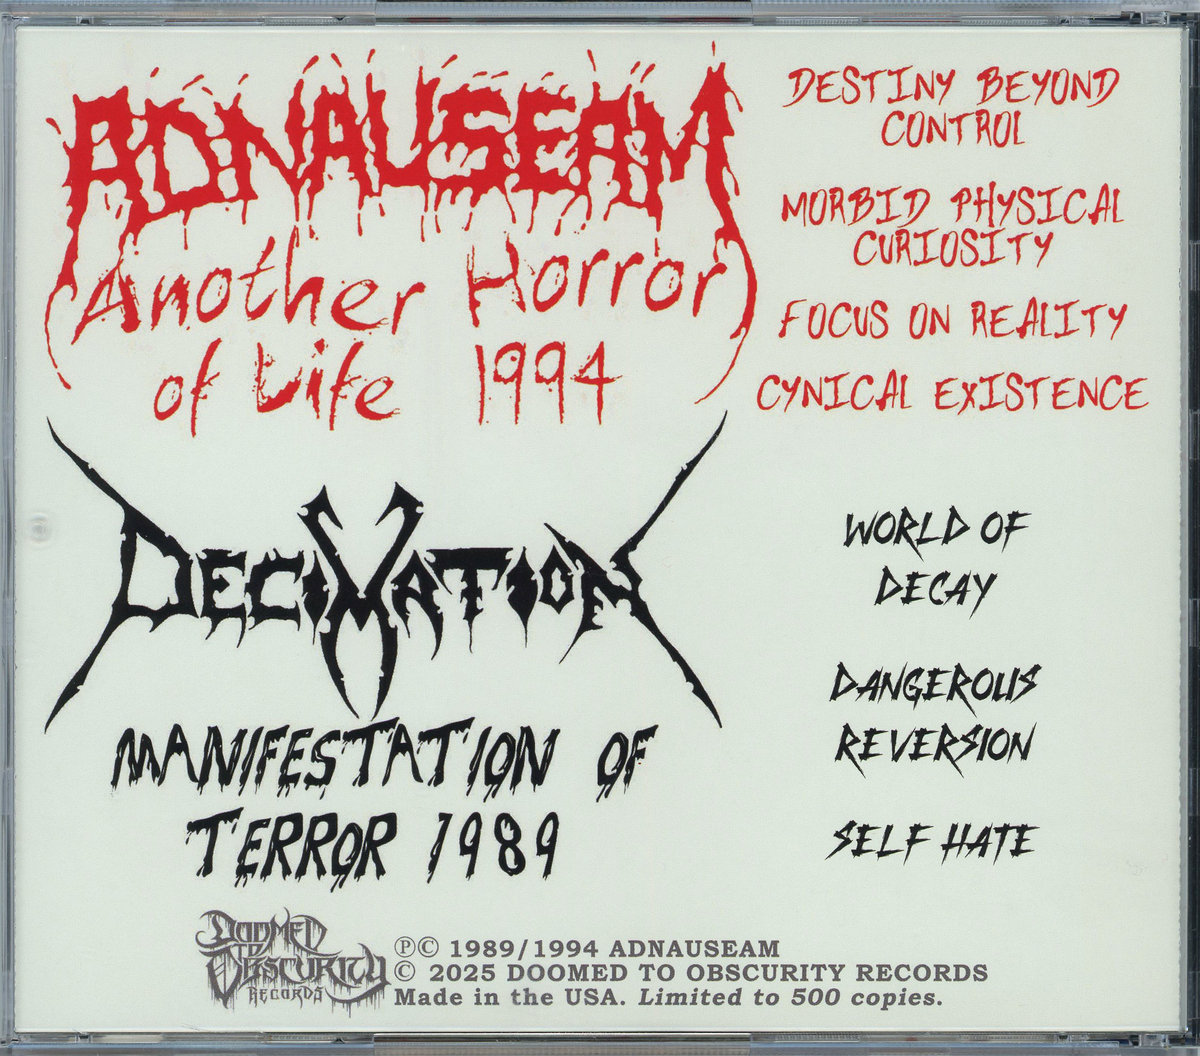 ADNAUSEAM
(Another Horror
of Life 1994)
DESTINY BEYOND
CONTROL
MORBID PHYSICAL
CURIOSITY
FOCUS ON REALITY
CYNICAL EXISTENCE
DECIMATION
MANIFESTATION OF
TERROR 1989
WORLD OF
DECAY
DANGEROUS
REVERSION
SELF HATE
DOOMED
TO
OBSCURITY
RECORDS
℗© 1989/1994 ADNAUSEAM
© 2025 DOOMED TO OBSCURITY RECORDS
Made in the USA. Limited to 500 copies.